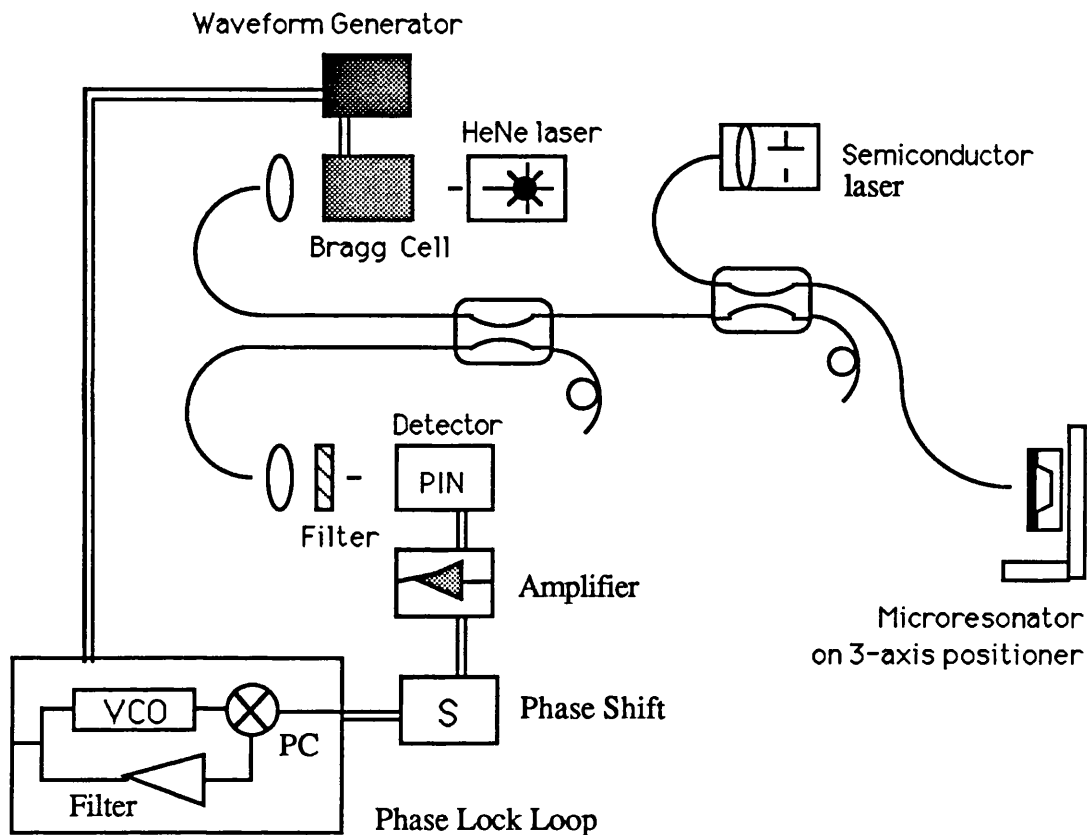 Waveform Generator
HeNe laser
Semiconductor
laser
Bragg Cell
Detector
PIN
Filter
Amplifier
Microresonator
on 3-axis positioner
S
Phase Shift
VCO
PC
Filter
Phase Lock Loop